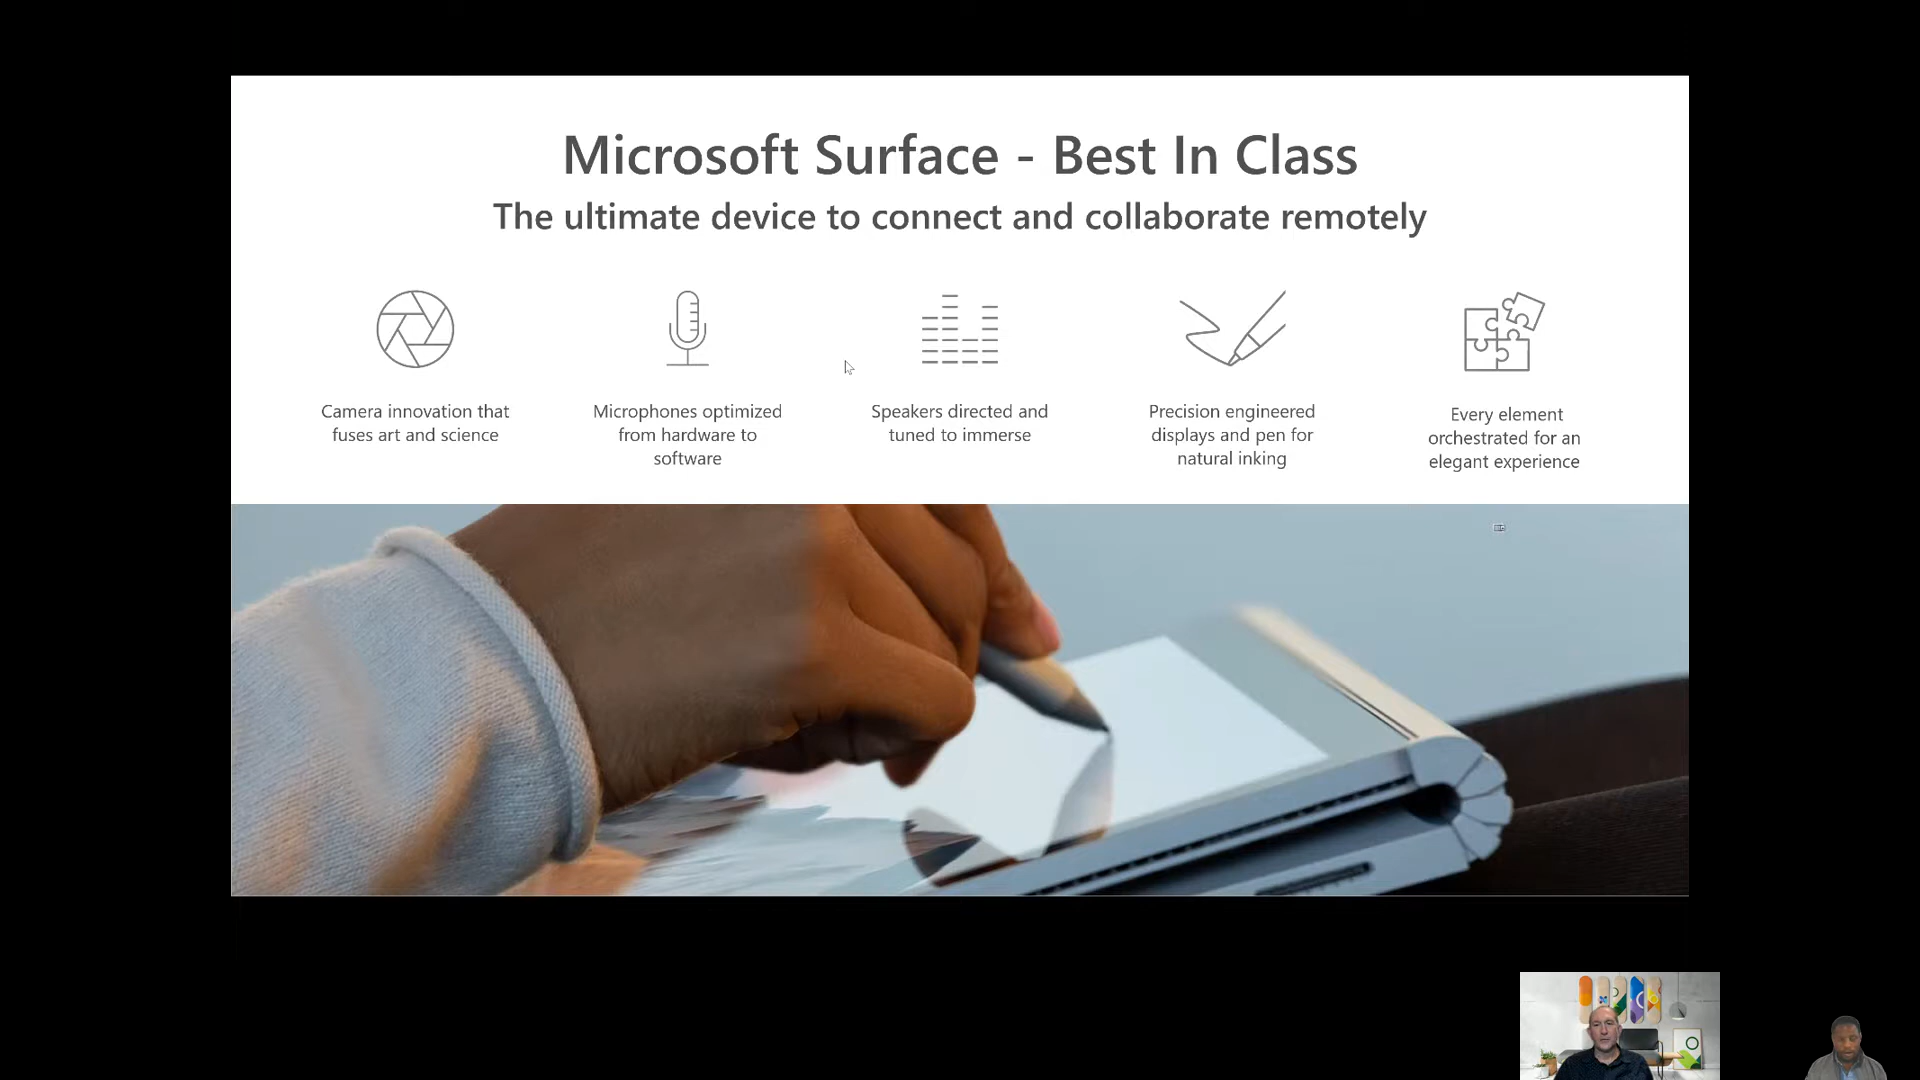 Microsoft Surface - Best In Class
The ultimate device to connect and collaborate remotely
Camera innovation that
fuses art and science
Microphones optimized
from hardware to
software
Speakers directed and
tuned to immerse
Precision engineered
displays and pen for
natural inking
Every element
orchestrated for an
elegant experience